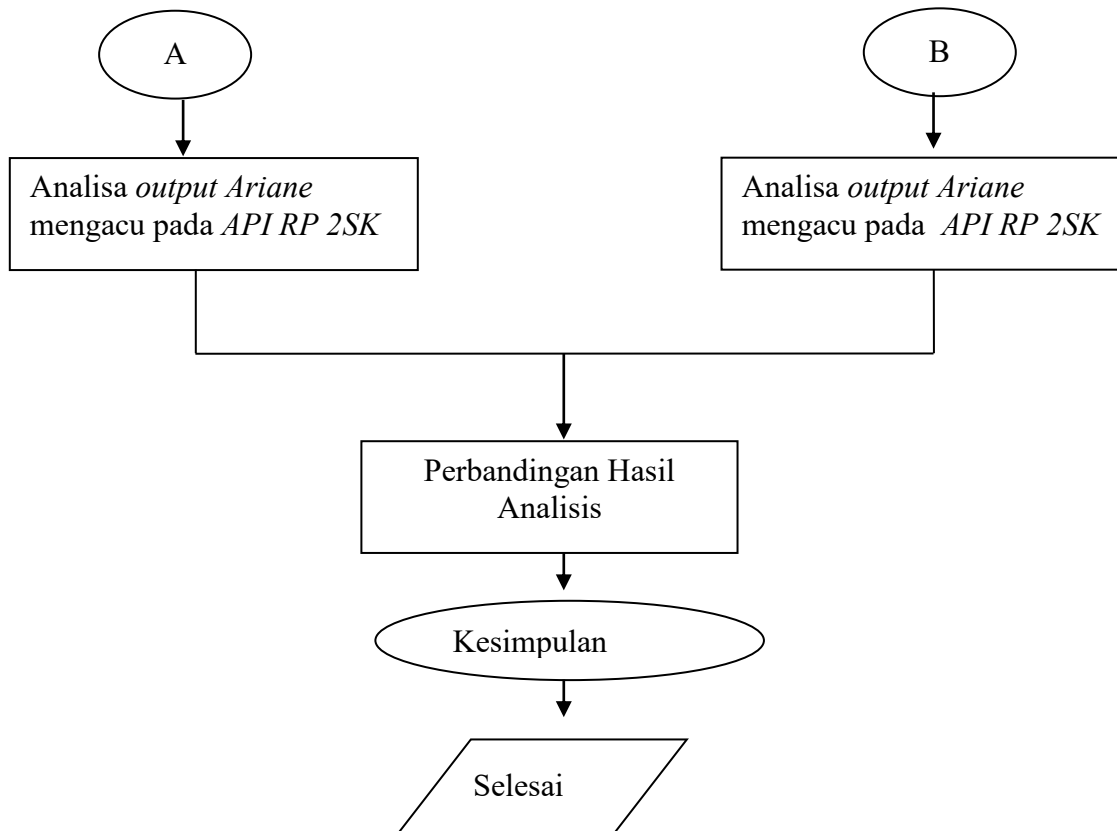 A
B
Analisa output Ariane
mengacu pada API RP 2SK
Analisa output Ariane
mengacu pada API RP 2SK
Perbandingan Hasil
Analisis
Kesimpulan
Selesai